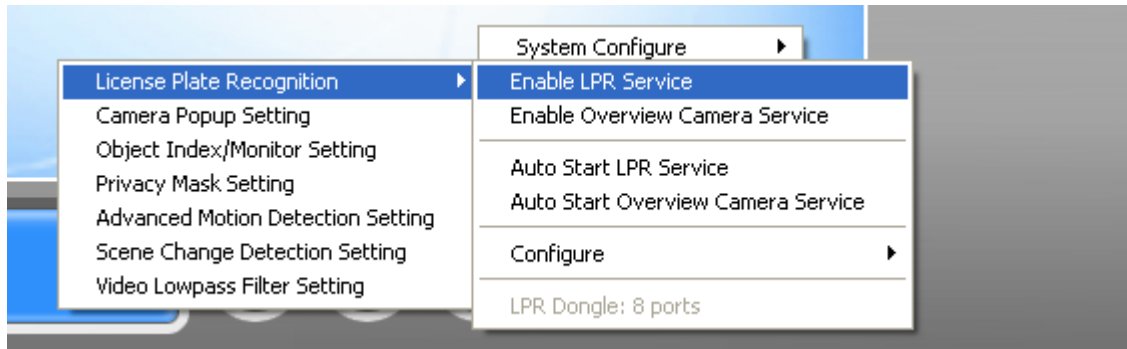 System Configure
License Plate Recognition
Camera Popup Setting
Object Index/Monitor Setting
Privacy Mask Setting
Advanced Motion Detection Setting
Scene Change Detection Setting
Video Lowpass Filter Setting
Enable LPR Service
Enable Overview Camera Service
Auto Start LPR Service
Auto Start Overview Camera Service
Configure
LPR Dongle: 8 ports